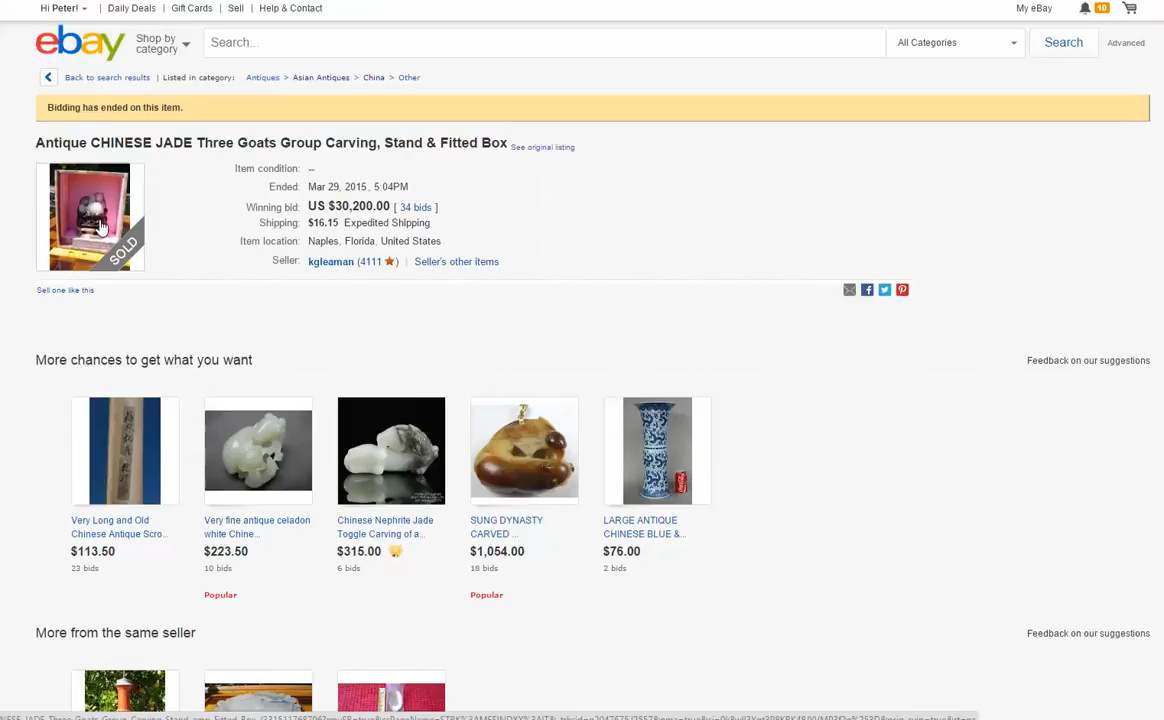 Hi Peter! | Daily Deals | Gift Cards | Sell | Help & Contact My eBay 10
ebay Shop by category Search... All Categories Search Advanced
Back to search results | Listed in category: Antiques > Asian Antiques > China > Other
Bidding has ended on this item.
Antique CHINESE JADE Three Goats Group Carving, Stand & Fitted Box See original listing
Item condition: --
Ended: Mar 29, 2015 , 5:04PM
Winning bid: US $30,200.00 [ 34 bids ]
Shipping: $16.15 Expedited Shipping
Item location: Naples, Florida, United States
Seller: kgleaman (4111 ) | Seller's other items
SOLD
Sell one like this
More chances to get what you want Feedback on our suggestions
Very Long and Old Chinese Antique Scro...
$113.50
23 bids
Very fine antique celadon white Chine...
$223.50
10 bids
Popular
Chinese Nephrite Jade Toggle Carving of a...
$315.00
6 bids
SUNG DYNASTY CARVED ...
$1,054.00
18 bids
Popular
LARGE ANTIQUE CHINESE BLUE &...
$76.00
2 bids
More from the same seller Feedback on our suggestions